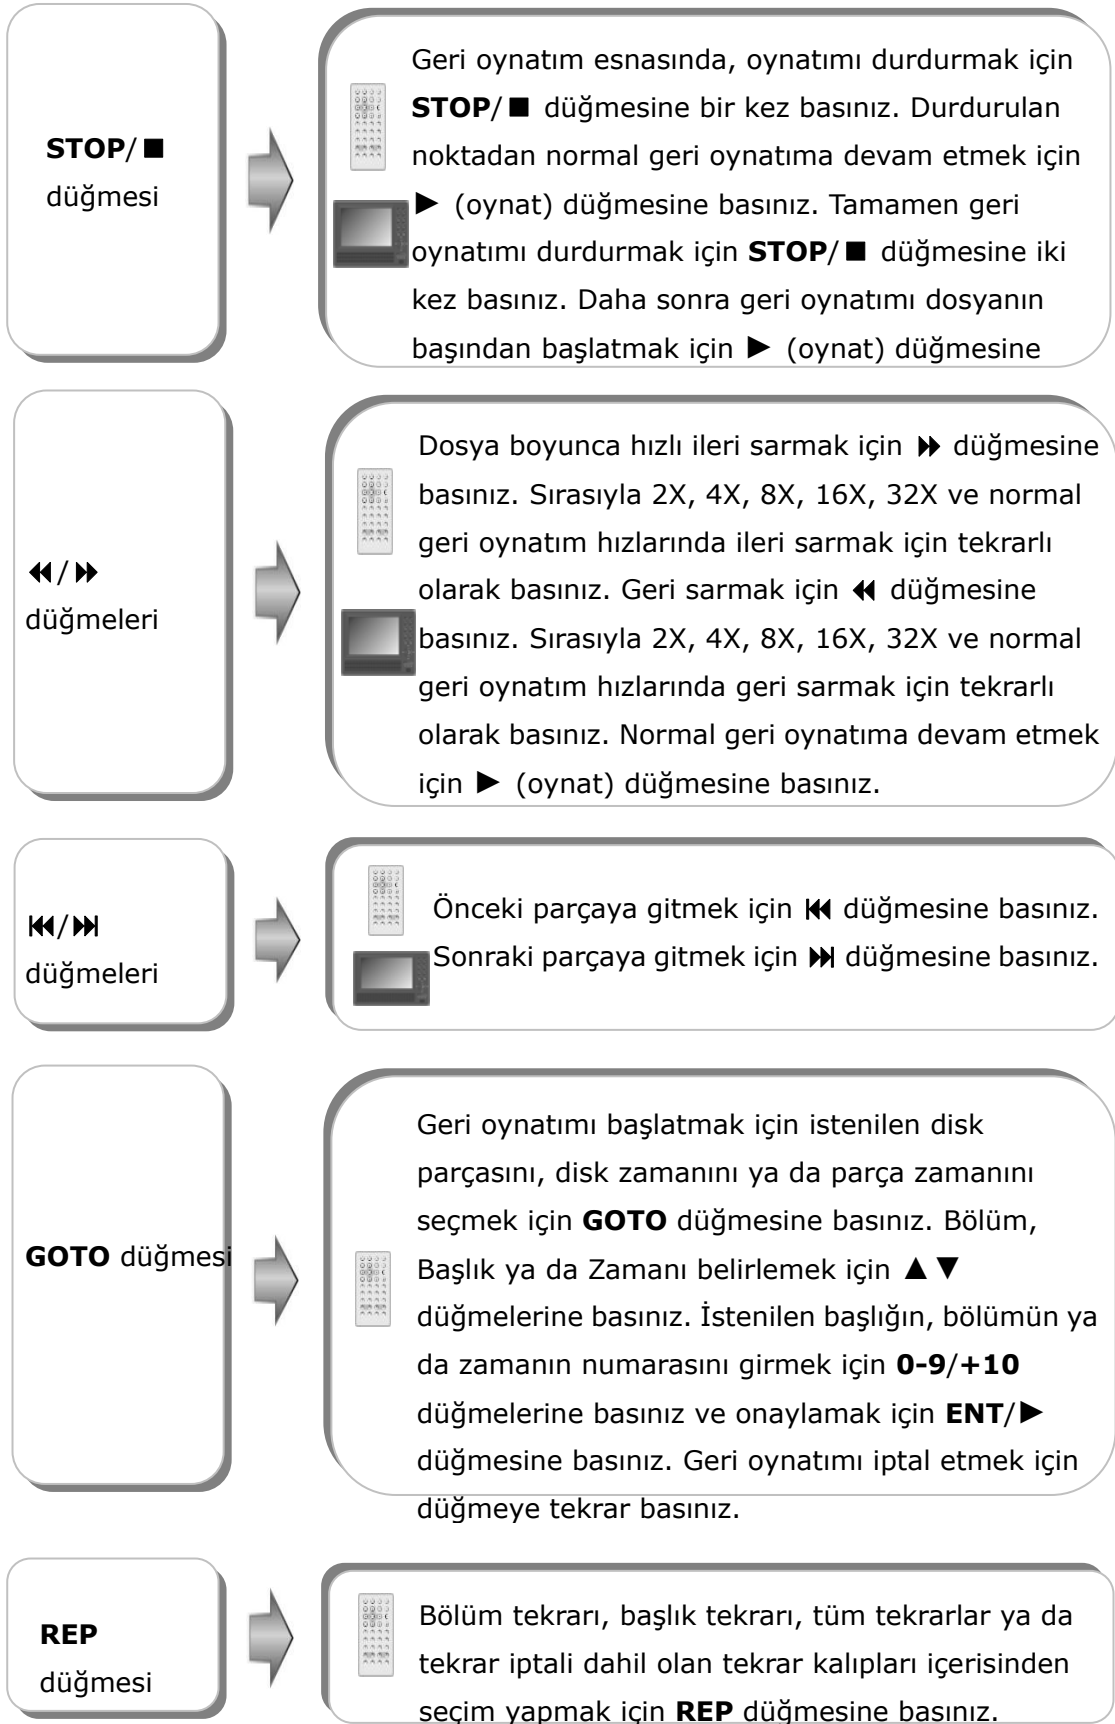 STOP/■
düğmesi
Geri oynatım esnasında, oynatımı durdurmak için
STOP/■ düğmesine bir kez basınız. Durdurulan
noktadan normal geri oynatıma devam etmek için
► (oynat) düğmesine basınız. Tamamen geri
oynatımı durdurmak için STOP/■ düğmesine iki
kez basınız. Daha sonra geri oynatımı dosyanın
başından başlatmak için ► (oynat) düğmesine
⏪/⏩
düğmeleri
Dosya boyunca hızlı ileri sarmak için ⏩ düğmesine
basınız. Sırasıyla 2X, 4X, 8X, 16X, 32X ve normal
geri oynatım hızlarında ileri sarmak için tekrarlı
olarak basınız. Geri sarmak için ⏪ düğmesine
basınız. Sırasıyla 2X, 4X, 8X, 16X, 32X ve normal
geri oynatım hızlarında geri sarmak için tekrarlı
olarak basınız. Normal geri oynatıma devam etmek
için ► (oynat) düğmesine basınız.
⏮/⏭
düğmeleri
Önceki parçaya gitmek için ⏮ düğmesine basınız.
Sonraki parçaya gitmek için ⏭ düğmesine basınız.
GOTO düğmesi
Geri oynatımı başlatmak için istenilen disk
parçasını, disk zamanını ya da parça zamanını
seçmek için GOTO düğmesine basınız. Bölüm,
Başlık ya da Zamanı belirlemek için ▲▼
düğmelerine basınız. İstenilen başlığın, bölümün ya
da zamanın numarasını girmek için 0-9/+10
düğmelerine basınız ve onaylamak için ENT/►
düğmesine basınız. Geri oynatımı iptal etmek için
düğmeye tekrar basınız.
REP
düğmesi
Bölüm tekrarı, başlık tekrarı, tüm tekrarlar ya da
tekrar iptali dahil olan tekrar kalıpları içerisinden
seçim yapmak için REP düğmesine basınız.